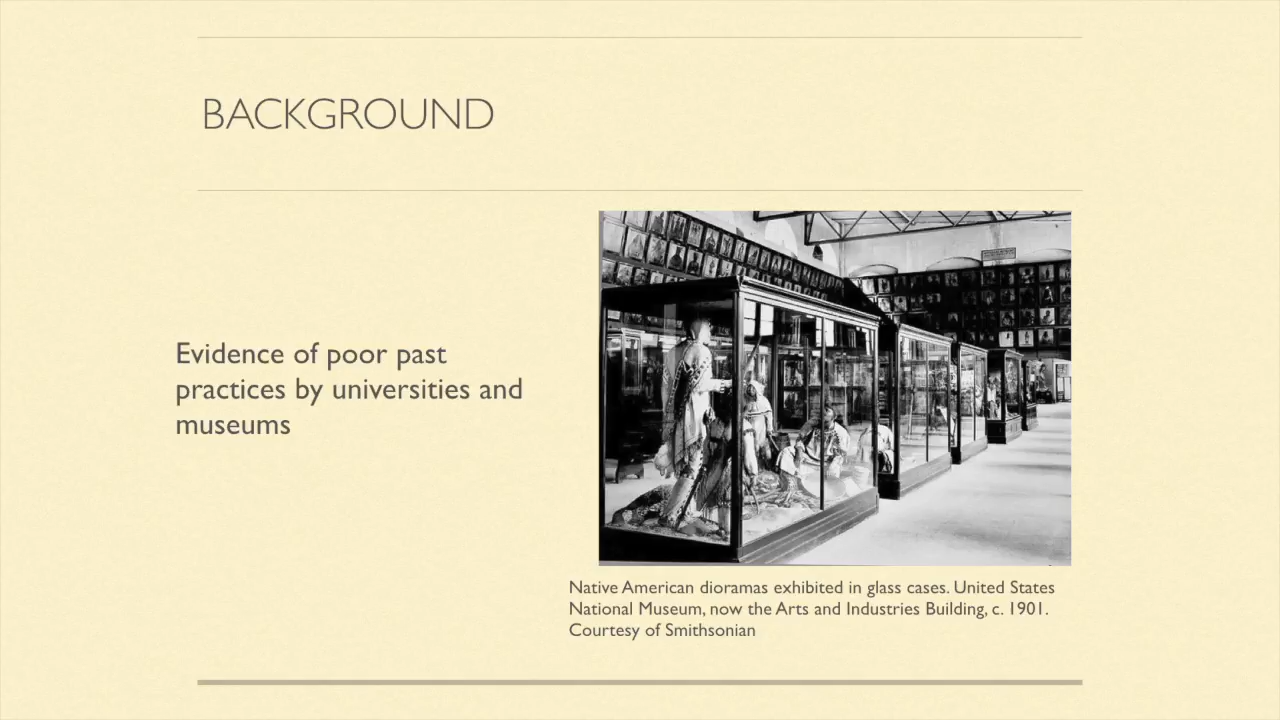 BACKGROUND
Evidence of poor past
practices by universities and
museums
Native American dioramas exhibited in glass cases. United States
National Museum, now the Arts and Industries Building, c. 1901.
Courtesy of Smithsonian